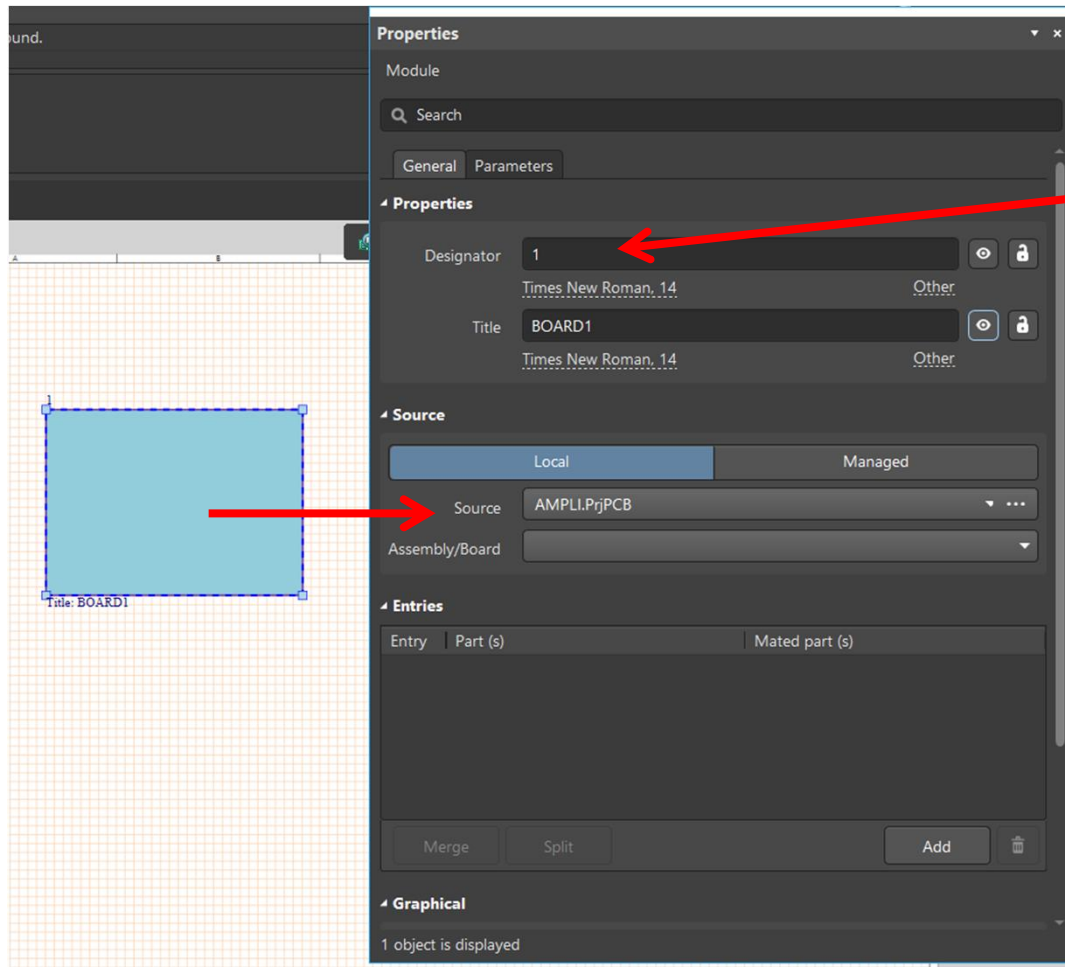 ound.
Properties
Module
Search
General Parameters
Properties
Designator 1
Times New Roman, 14 Other
Title BOARD1
Times New Roman, 14 Other
Source
Local Managed
Source AMPLI.PrjPCB
Assembly/Board
Entries
Entry Part (s) Mated part (s)
Merge Split Add
Graphical
1 object is displayed
A B
1
Title: BOARD1